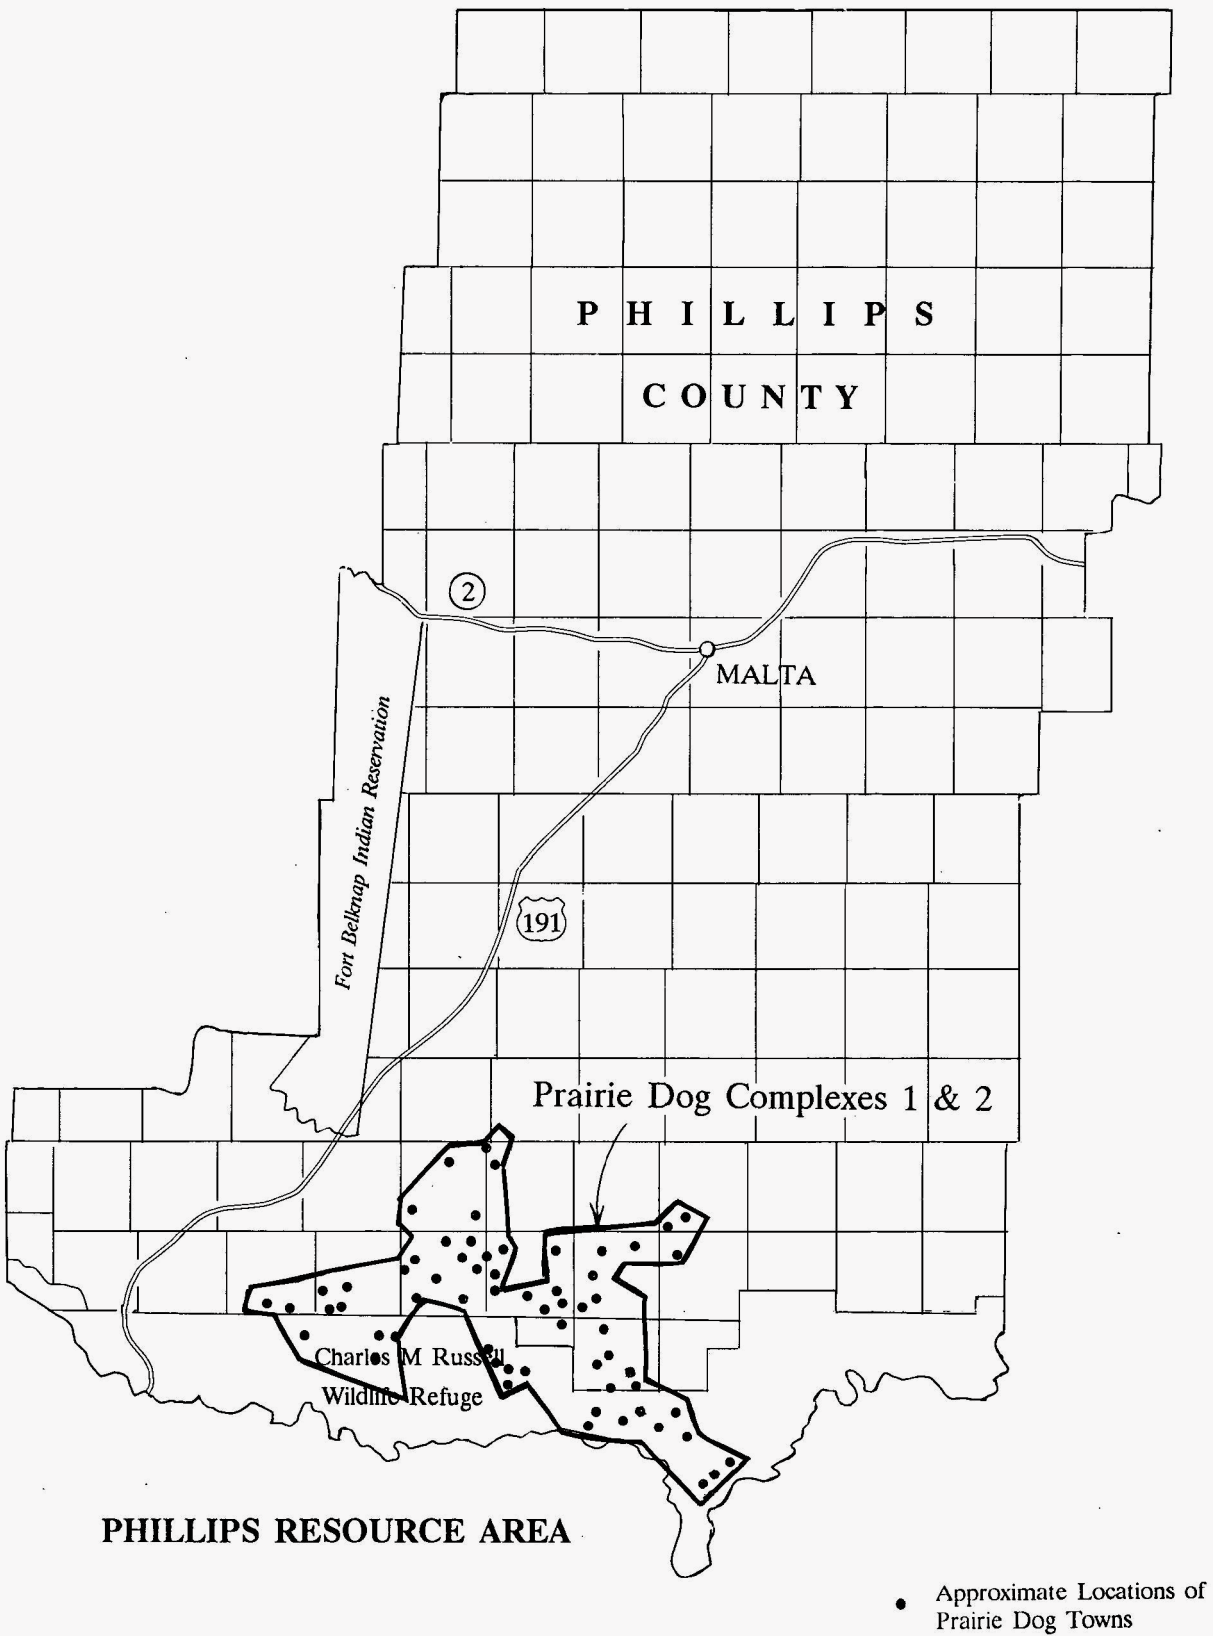 P H I L L I P S
COUNTY
2
MALTA
Fort Belknap Indian Reservation
191
Prairie Dog Complexes 1 & 2
Charles M Russell
Wildlife Refuge
PHILLIPS RESOURCE AREA
Approximate Locations of
Prairie Dog Towns